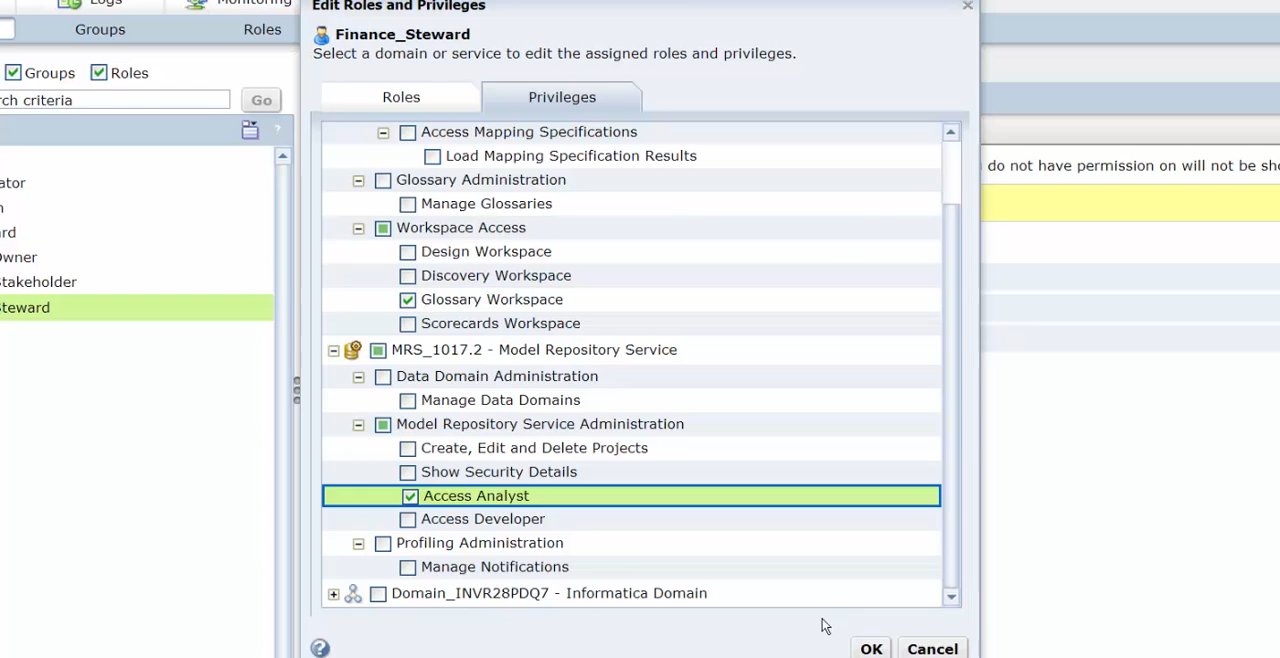 Logs
Monitoring
Groups
Roles
Groups
Roles
rch criteria
Go
?
ator
n
rd
Owner
Stakeholder
Steward
Edit Roles and Privileges
×
Finance_Steward
Select a domain or service to edit the assigned roles and privileges.
Roles
Privileges
Access Mapping Specifications
Load Mapping Specification Results
Glossary Administration
Manage Glossaries
Workspace Access
Design Workspace
Discovery Workspace
Glossary Workspace
Scorecards Workspace
MRS_1017.2 - Model Repository Service
Data Domain Administration
Manage Data Domains
Model Repository Service Administration
Create, Edit and Delete Projects
Show Security Details
Access Analyst
Access Developer
Profiling Administration
Manage Notifications
Domain_INVR28PDQ7 - Informatica Domain
?
OK
Cancel
do not have permission on will not be sho